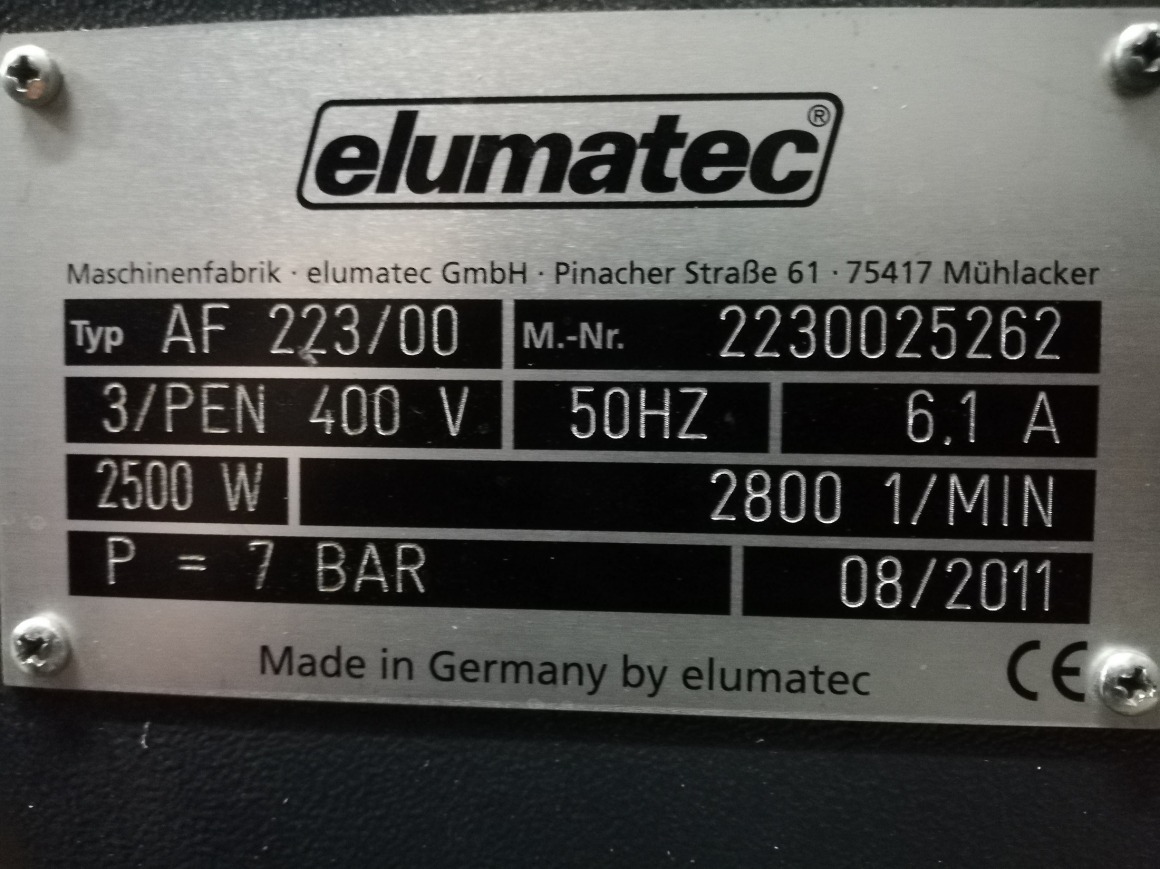 elumatec®
Maschinenfabrik · elumatec GmbH · Pinacher Straße 61 · 75417 Mühlacker
Typ AF 223/00 M.-Nr. 2230025262
3/PEN 400 V 50HZ 6,1 A
2500 W 2800 1/MIN
P = 7 BAR 08/2011
Made in Germany by elumatec CE